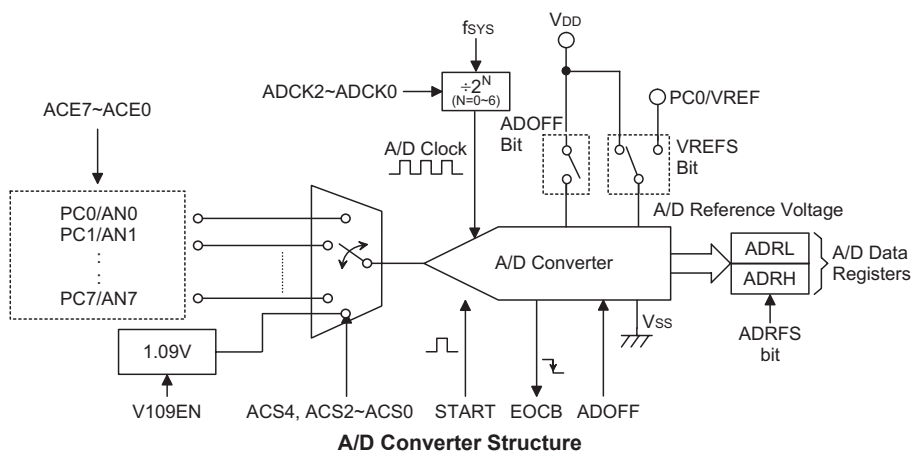 fSYS
VDD
ADCK2~ADCK0
÷2N
(N=0~6)
PC0/VREF
ACE7~ACE0
ADOFF
Bit
VREFS
Bit
A/D Clock
PC0/AN0
PC1/AN1
:
:
PC7/AN7
A/D Reference Voltage
A/D Converter
ADRL
ADRH
A/D Data
Registers
1.09V
VSS
ADRFS
bit
V109EN
ACS4, ACS2~ACS0
START
EOCB
ADOFF
A/D Converter Structure